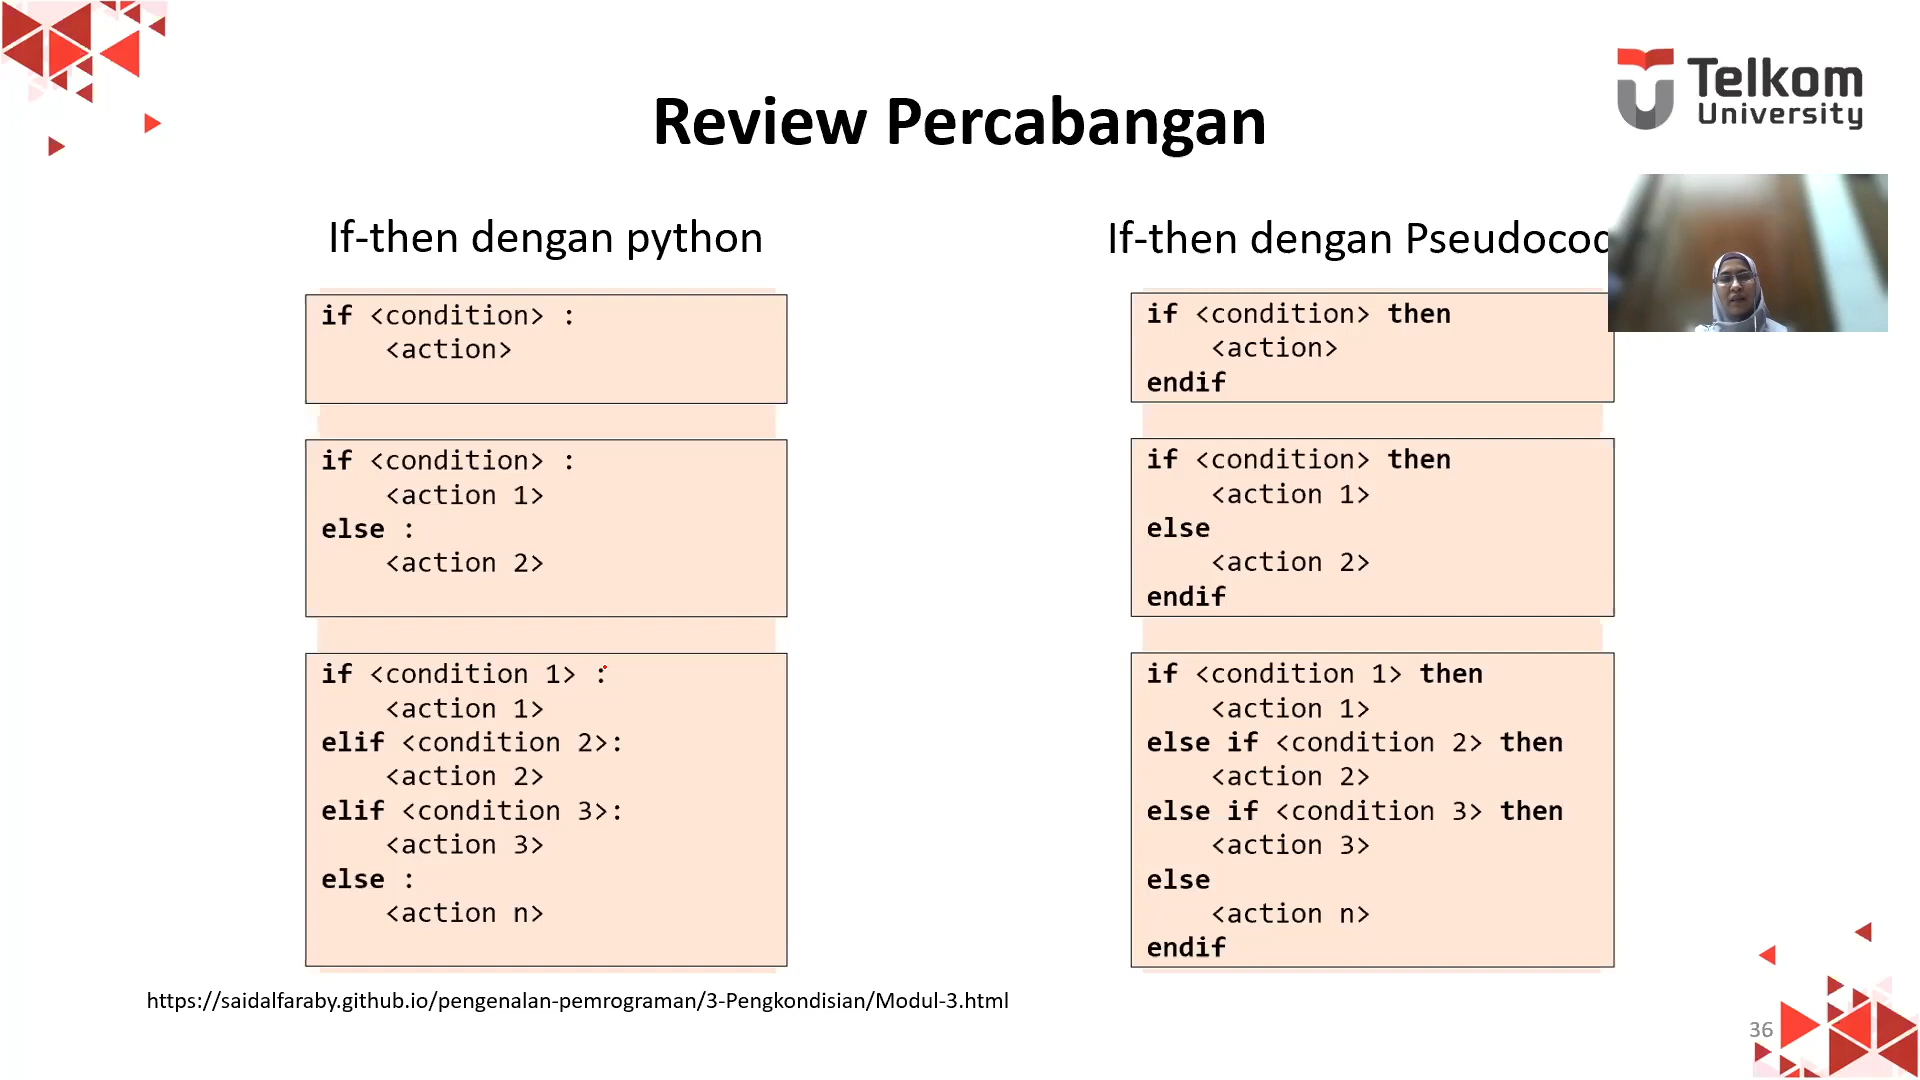 Review Percabangan
Telkom
University
If-then dengan python
if <condition> :
<action>
if <condition> :
<action 1>
else :
<action 2>
if <condition 1> :
<action 1>
elif <condition 2>:
<action 2>
elif <condition 3>:
<action 3>
else :
<action n>
If-then dengan
if <condition> then
<action>
endif
if <condition> then
<action 1>
else
<action 2>
endif
if <condition 1> then
<action 1>
else if <condition 2> then
<action 2>
else if <condition 3> then
<action 3>
else
<action n>
endif
https://saidalfaraby.github.io/pengenalan-pemrograman/3-Pengkondisian/Modul-3.html
36